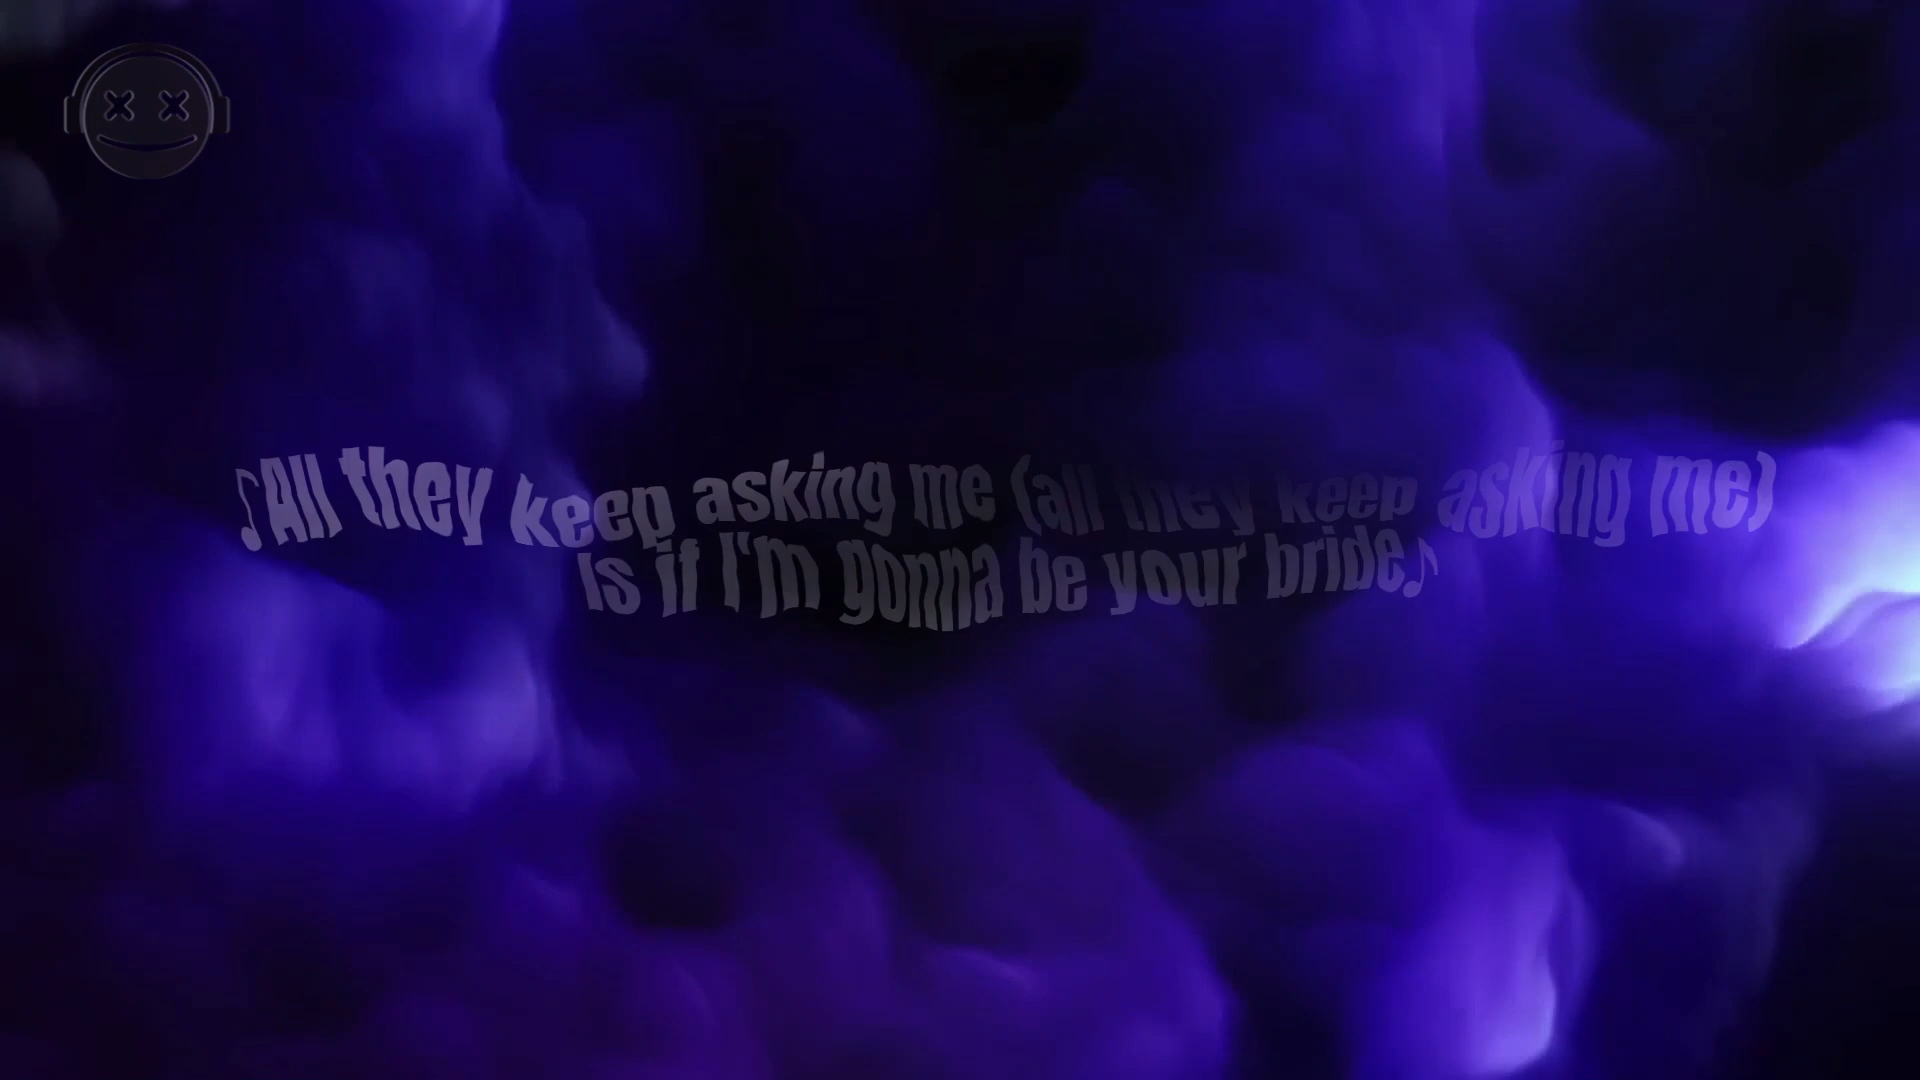 ♪All they keep asking me (all they keep asking me)
Is if I'm gonna be your bride♪